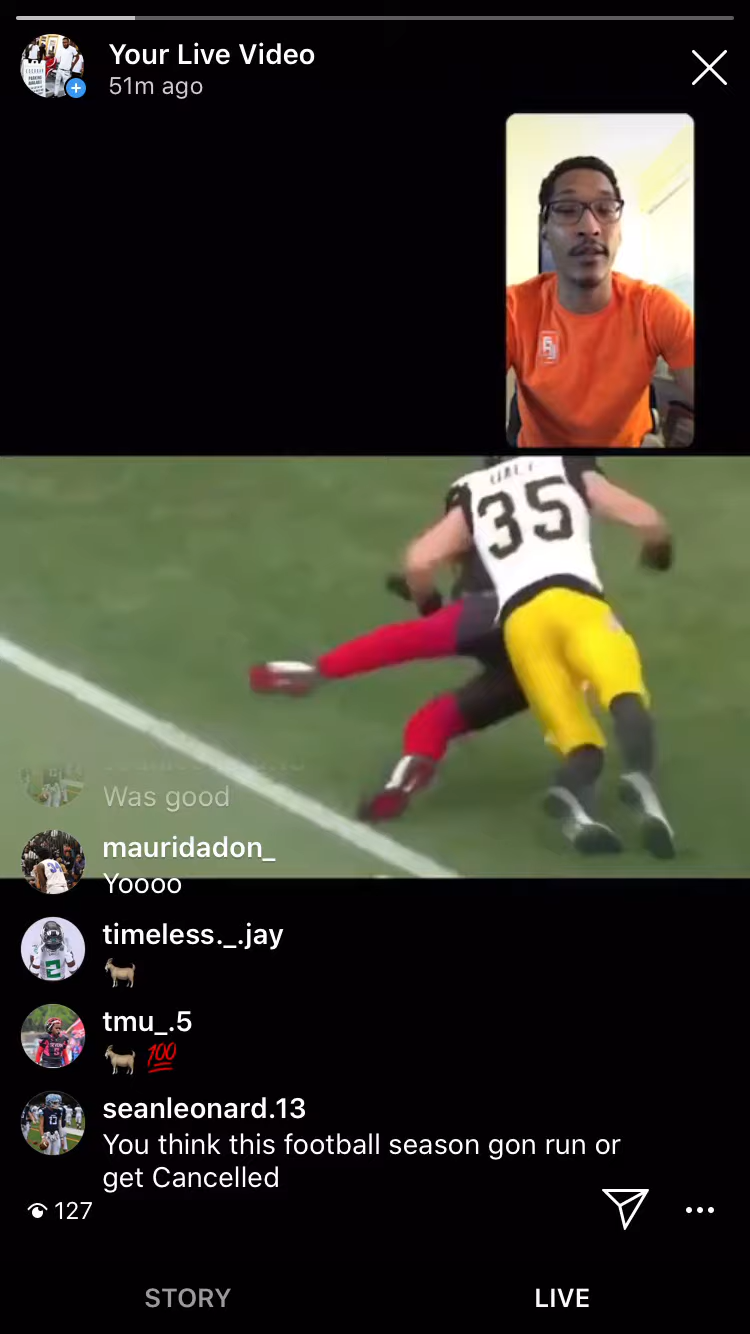 Your Live Video
51m ago
35
Was good
mauridadon_
Yoooo
timeless._.jay
🐐
tmu_.5
🐐 💯
seanleonard.13
You think this football season gon run or
get Cancelled
127
STORY
LIVE